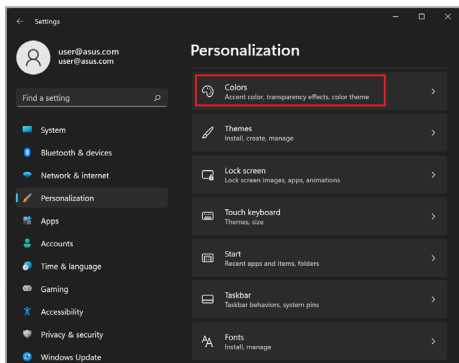 Settings
user@asus.com
user@asus.com
Find a setting
System
Bluetooth & devices
Network & internet
Personalization
Apps
Accounts
Time & language
Gaming
Accessibility
Privacy & security
Windows Update
Personalization
Colors
Accent color, transparency effects, color theme
Themes
Install, create, manage
Lock screen
Lock screen images, apps, animations
Touch keyboard
Themes, size
Start
Recent apps and items, folders
Taskbar
Taskbar behaviors, system pins
Fonts
Install, manage